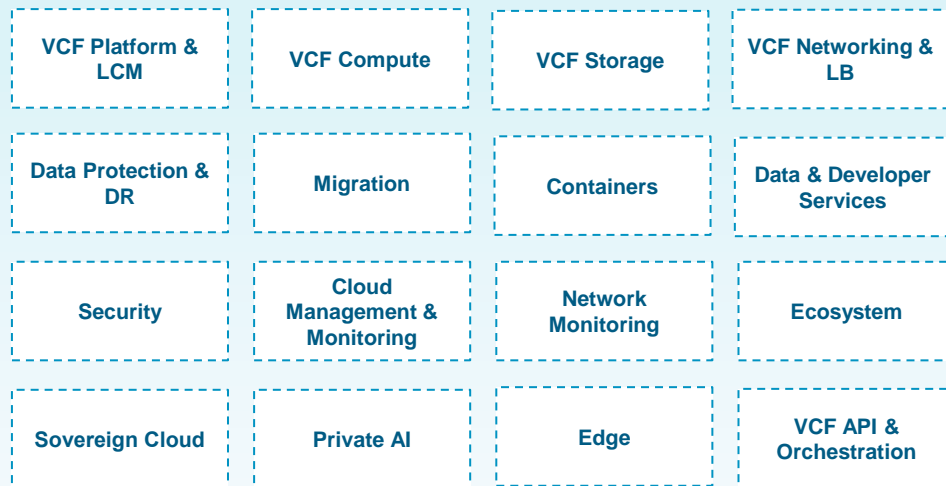 VCF Platform &
LCM
VCF Compute
VCF Storage
VCF Networking &
LB
Data Protection &
DR
Migration
Containers
Data & Developer
Services
Security
Cloud
Management &
Monitoring
Network
Monitoring
Ecosystem
Sovereign Cloud
Private AI
Edge
VCF API &
Orchestration